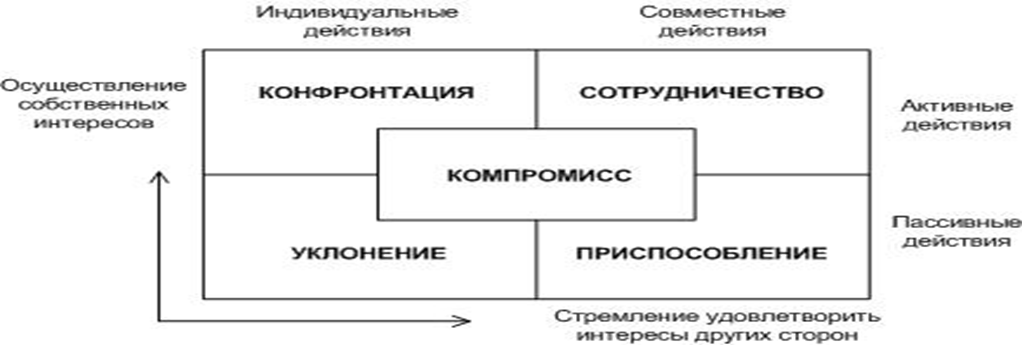 Индивидуальные
действия
Совместные
действия
Осуществление
собственных
интересов
КОНФРОНТАЦИЯ
СОТРУДНИЧЕСТВО
Активные
действия
КОМПРОМИСС
Пассивные
действия
УКЛОНЕНИЕ
ПРИСПОСОБЛЕНИЕ
Стремление удовлетворить
интересы других сторон